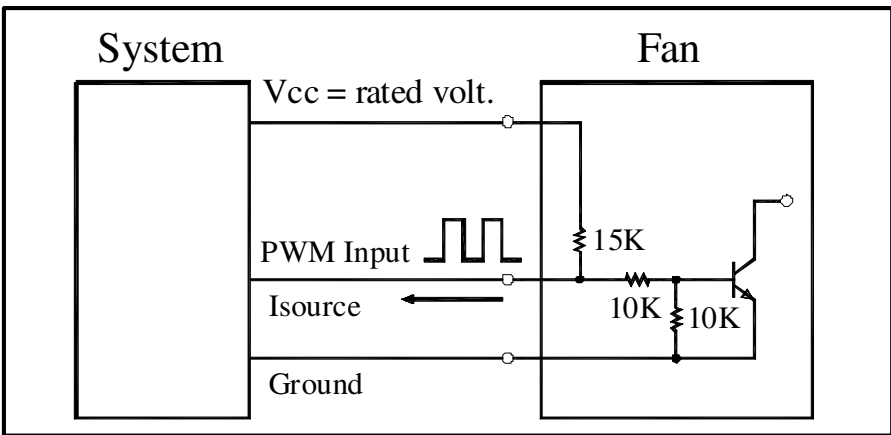 System
Fan
Vcc = rated volt.
15K
PWM Input
Isource
10K
10K
Ground